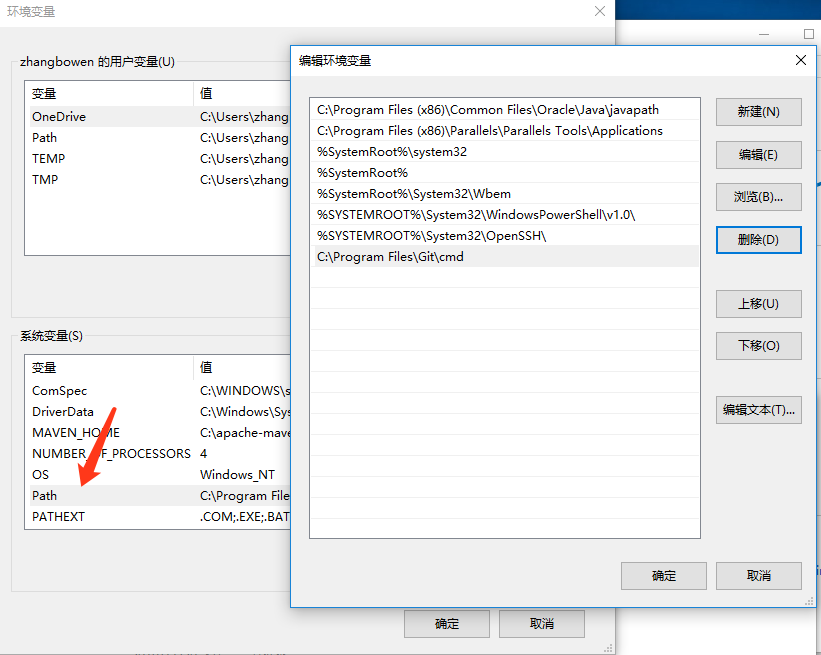 环境变量
zhangbowen 的用户变量(U)
变量 值
OneDrive C:\Users\zhang
Path C:\Users\zhang
TEMP C:\Users\zhang
TMP C:\Users\zhang
系统变量(S)
变量 值
ComSpec C:\WINDOWS\s
DriverData C:\Windows\Sys
MAVEN_HOME C:\apache-mave
NUMBER_OF_PROCESSORS 4
OS Windows_NT
Path C:\Program File
PATHEXT .COM;.EXE;.BAT
确定
取消
编辑环境变量
C:\Program Files (x86)\Common Files\Oracle\Java\javapath
C:\Program Files (x86)\Parallels\Parallels Tools\Applications
%SystemRoot%\system32
%SystemRoot%
%SystemRoot%\System32\Wbem
%SYSTEMROOT%\System32\WindowsPowerShell\v1.0\
%SYSTEMROOT%\System32\OpenSSH\
C:\Program Files\Git\cmd
新建(N)
编辑(E)
浏览(B)...
删除(D)
上移(U)
下移(O)
编辑文本(T)...
确定
取消